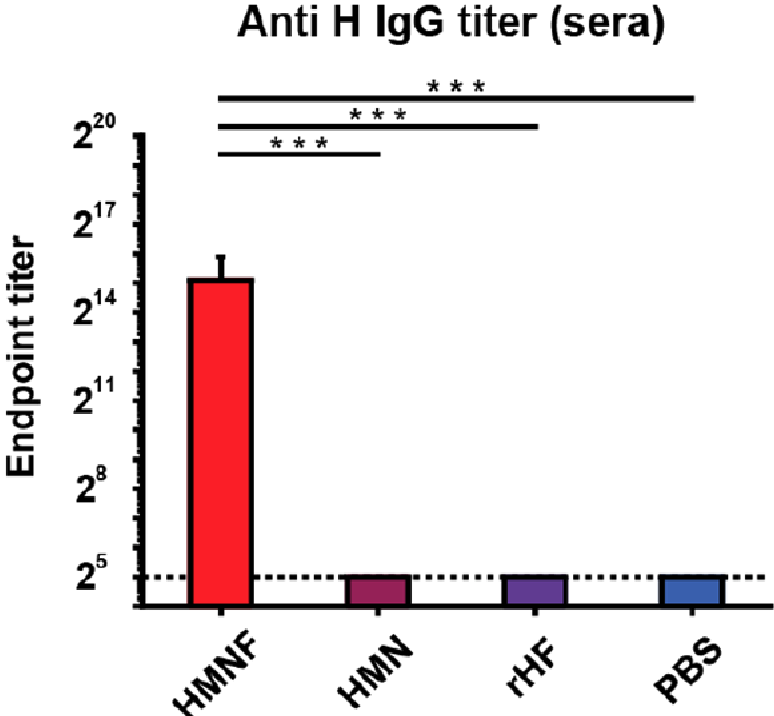 Anti H IgG titer (sera)
***
***
***
Endpoint titer
2^20
2^17
2^14
2^11
2^8
2^5
HMNF
HMN
rHF
PBS